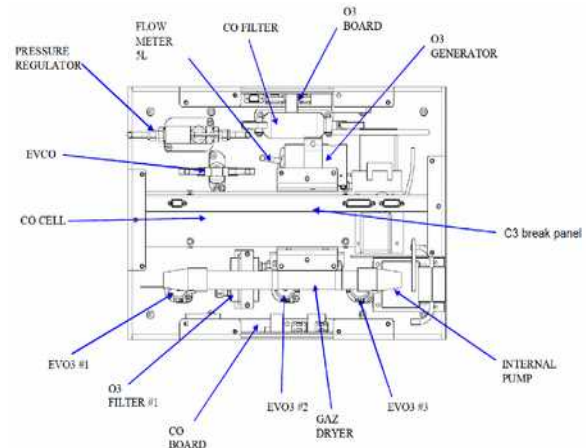 FLOW
METER
5L
CO FILTER
O3
BOARD
O3
GENERATOR
PRESSURE
REGULATOR
EVCO
CO CELL
C3 break panel
EVO3 #1
O3
FILTER #1
CO
BOARD
EVO3 #2
GAZ
DRYER
EVO3 #3
INTERNAL
PUMP